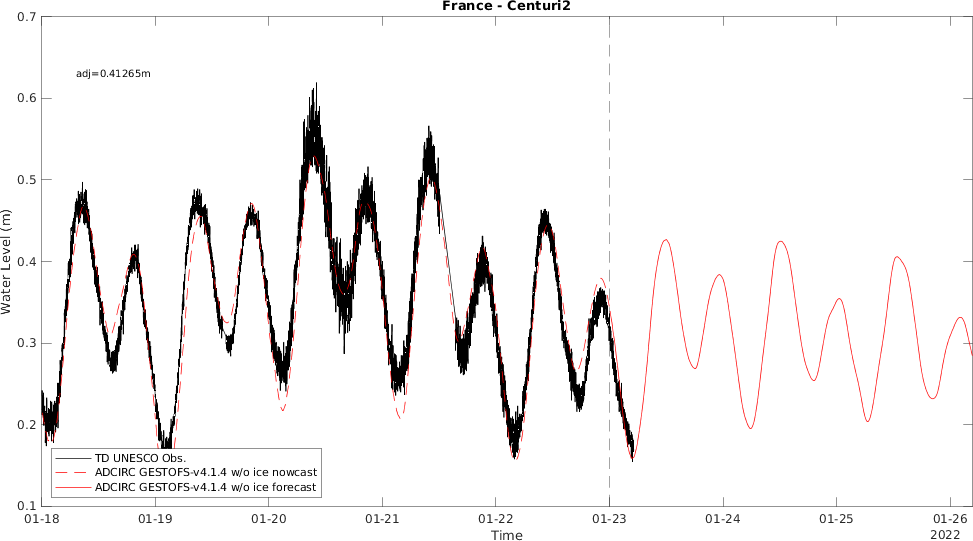 France - Centuri2
adj=0.41265m
Water Level (m)
0.7
0.6
0.5
0.4
0.3
0.2
0.1
TD UNESCO Obs.
ADCIRC GESTOFS-v4.1.4 w/o ice nowcast
ADCIRC GESTOFS-v4.1.4 w/o ice forecast
01-18 01-19 01-20 01-21 01-22 01-23 01-24 01-25 01-26
Time 2022